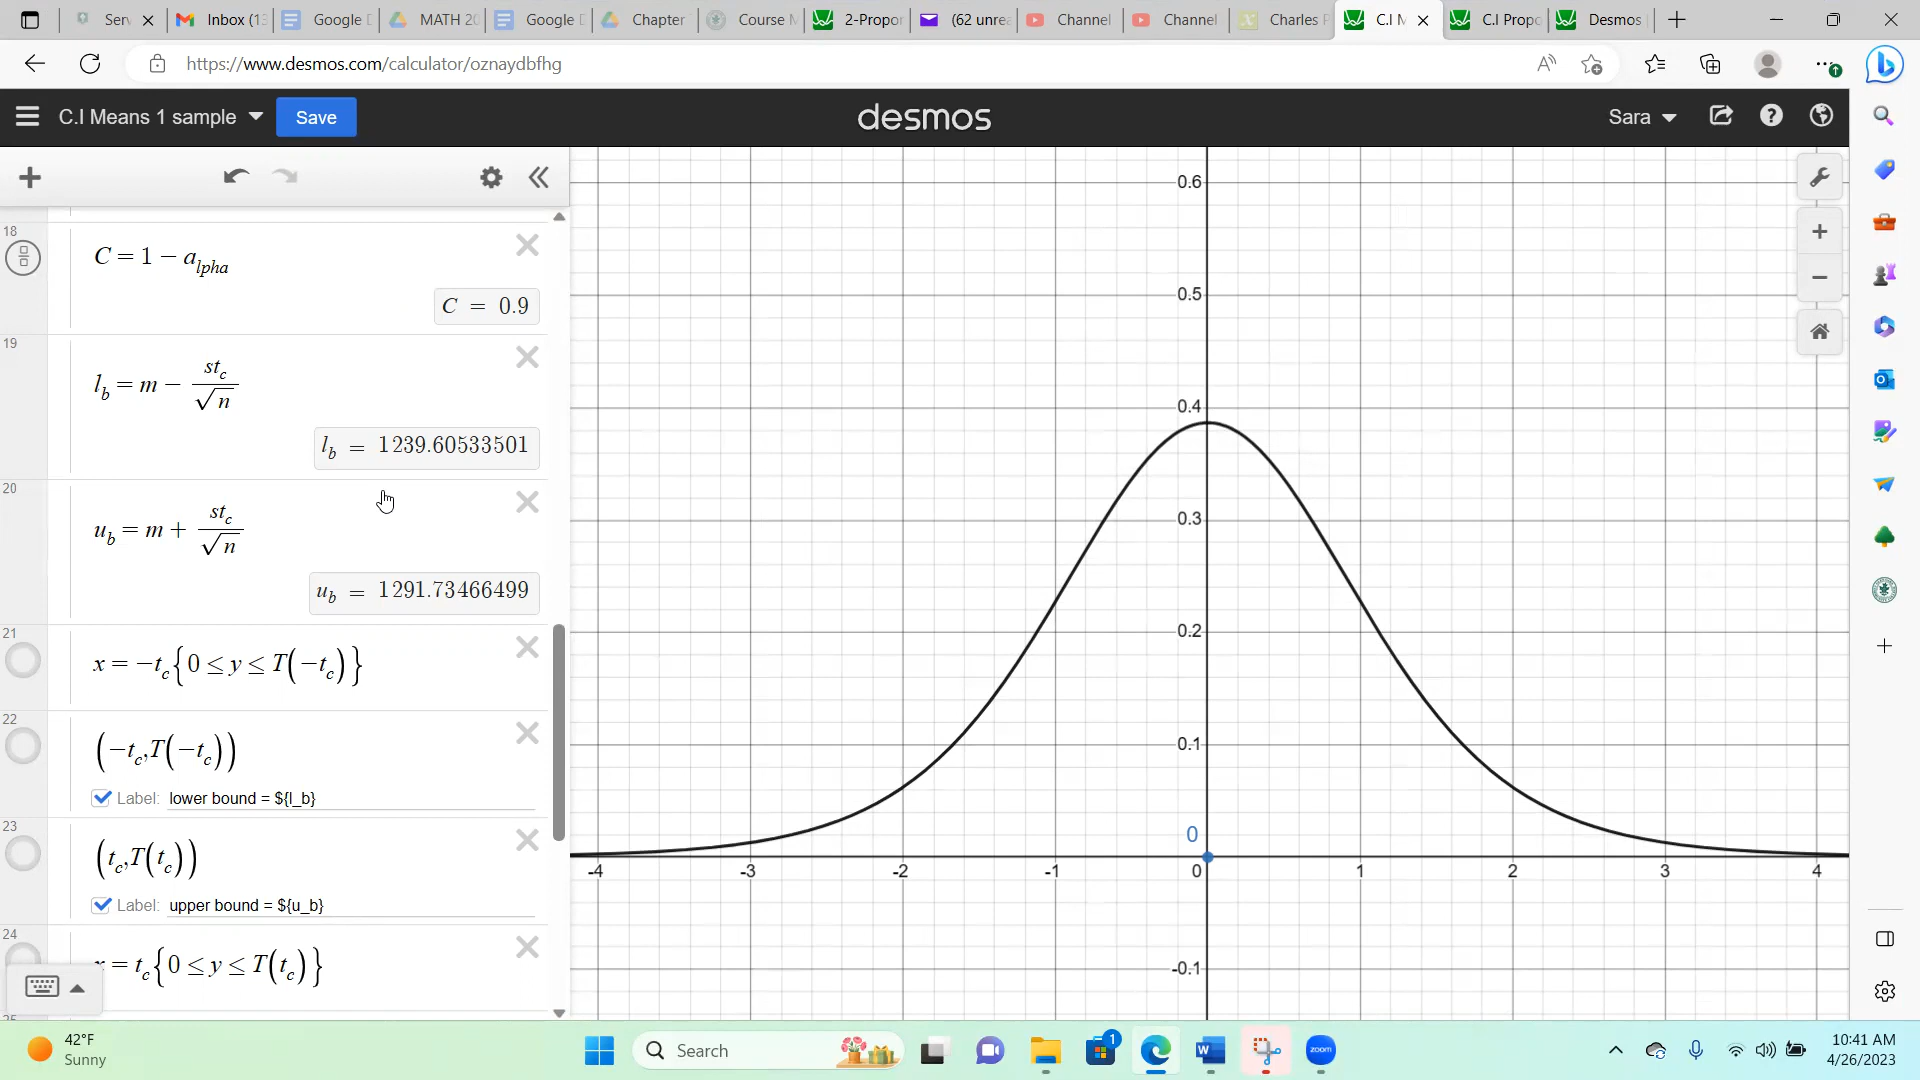 Serv
Inbox (13
Google D
MATH 20
Google D
Chapter
Course M
2-Propor
(62 unrea
Channel
Channel
Charles P
C.I M
C.I Propo
Desmos
https://www.desmos.com/calculator/oznaydbfhg
C.I Means 1 sample
Save
desmos
Sara
18
C = 1 − a_lpha
C = 0.9
19
l_b = m − st_c/√n
l_b = 1239.60533501
20
u_b = m + st_c/√n
u_b = 1291.73466499
21
x = −t_c{0 ≤ y ≤ T(−t_c)}
22
(−t_c, T(−t_c))
Label: lower bound = ${l_b}
23
(t_c, T(t_c))
Label: upper bound = ${u_b}
24
x = t_c{0 ≤ y ≤ T(t_c)}
0.6
0.5
0.4
0.3
0.2
0.1
0
-4 -3 -2 -1 0 1 2 3 4
-0.1
42°F
Sunny
Search
1
zoom
10:41 AM
4/26/2023